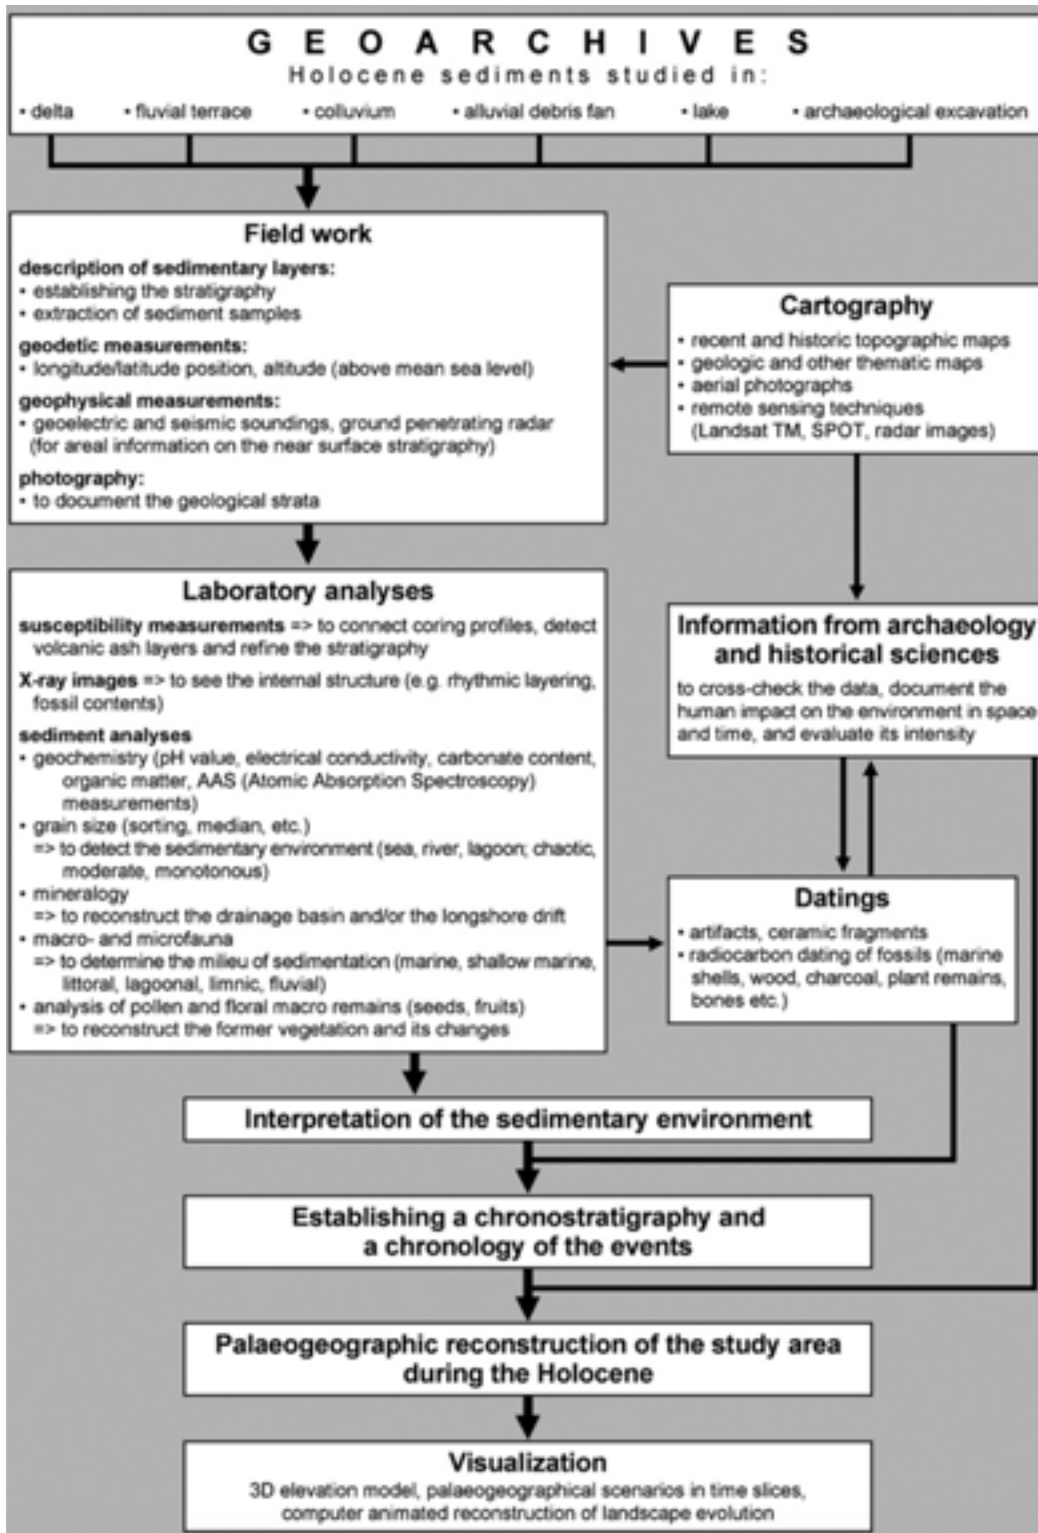 GEOARCHIVES
Holocene sediments studied in:
• delta • fluvial terrace • colluvium • alluvial debris fan • lake • archaeological excavation
Field work
description of sedimentary layers:
• establishing the stratigraphy
• extraction of sediment samples
geodetic measurements:
• longitude/latitude position, altitude (above mean sea level)
geophysical measurements:
• geoelectric and seismic soundings, ground penetrating radar
(for areal information on the near surface stratigraphy)
photography:
• to document the geological strata
Cartography
• recent and historic topographic maps
• geologic and other thematic maps
• aerial photographs
• remote sensing techniques
(Landsat TM, SPOT, radar images)
Laboratory analyses
susceptibility measurements => to connect coring profiles, detect
volcanic ash layers and refine the stratigraphy
X-ray images => to see the internal structure (e.g. rhythmic layering,
fossil contents)
sediment analyses
• geochemistry (pH value, electrical conductivity, carbonate content,
organic matter, AAS (Atomic Absorption Spectroscopy)
measurements)
• grain size (sorting, median, etc.)
=> to detect the sedimentary environment (sea, river, lagoon; chaotic,
moderate, monotonous)
• mineralogy
=> to reconstruct the drainage basin and/or the longshore drift
• macro- and microfauna
=> to determine the milieu of sedimentation (marine, shallow marine,
littoral, lagoonal, limnic, fluvial)
• analysis of pollen and floral macro remains (seeds, fruits)
=> to reconstruct the former vegetation and its changes
Information from archaeology
and historical sciences
to cross-check the data, document the
human impact on the environment in space
and time, and evaluate its intensity
Datings
• artifacts, ceramic fragments
• radiocarbon dating of fossils (marine
shells, wood, charcoal, plant remains,
bones etc.)
Interpretation of the sedimentary environment
Establishing a chronostratigraphy and
a chronology of the events
Palaeogeographic reconstruction of the study area
during the Holocene
Visualization
3D elevation model, palaeogeographical scenarios in time slices,
computer animated reconstruction of landscape evolution